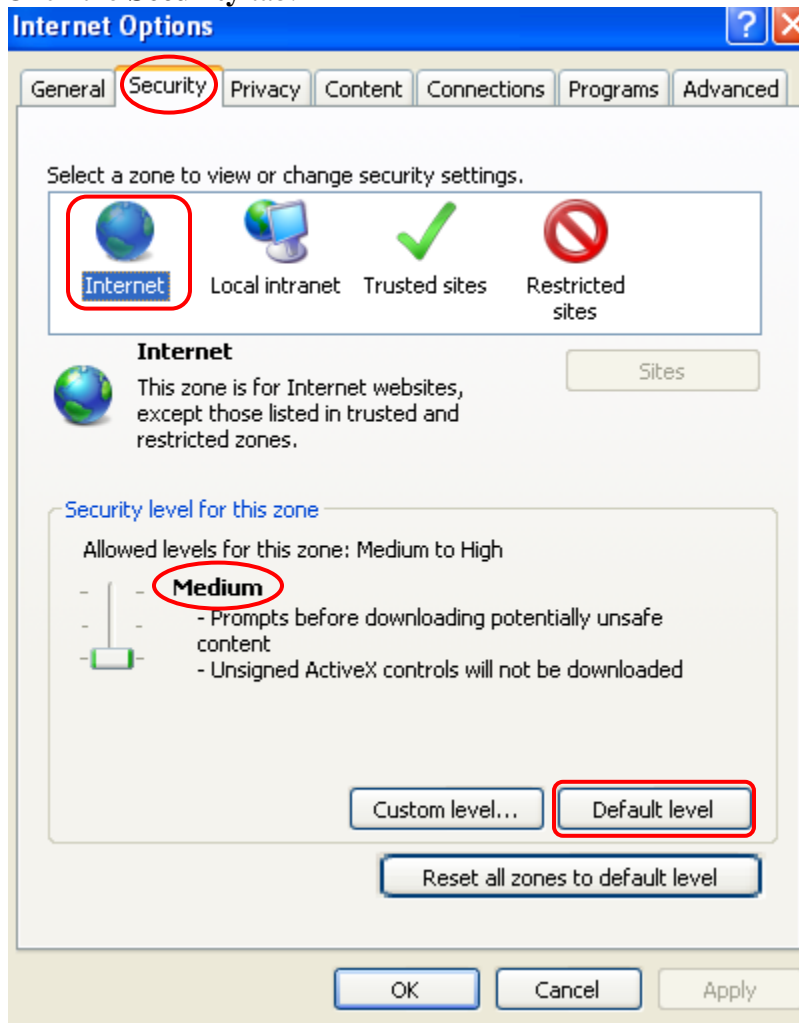 Internet Options
General Security Privacy Content Connections Programs Advanced
Select a zone to view or change security settings.
Internet Local intranet Trusted sites Restricted
sites
Internet
Sites
This zone is for Internet websites,
except those listed in trusted and
restricted zones.
Security level for this zone
Allowed levels for this zone: Medium to High
Medium
- Prompts before downloading potentially unsafe
content
- Unsigned ActiveX controls will not be downloaded
Custom level... Default level
Reset all zones to default level
OK Cancel Apply